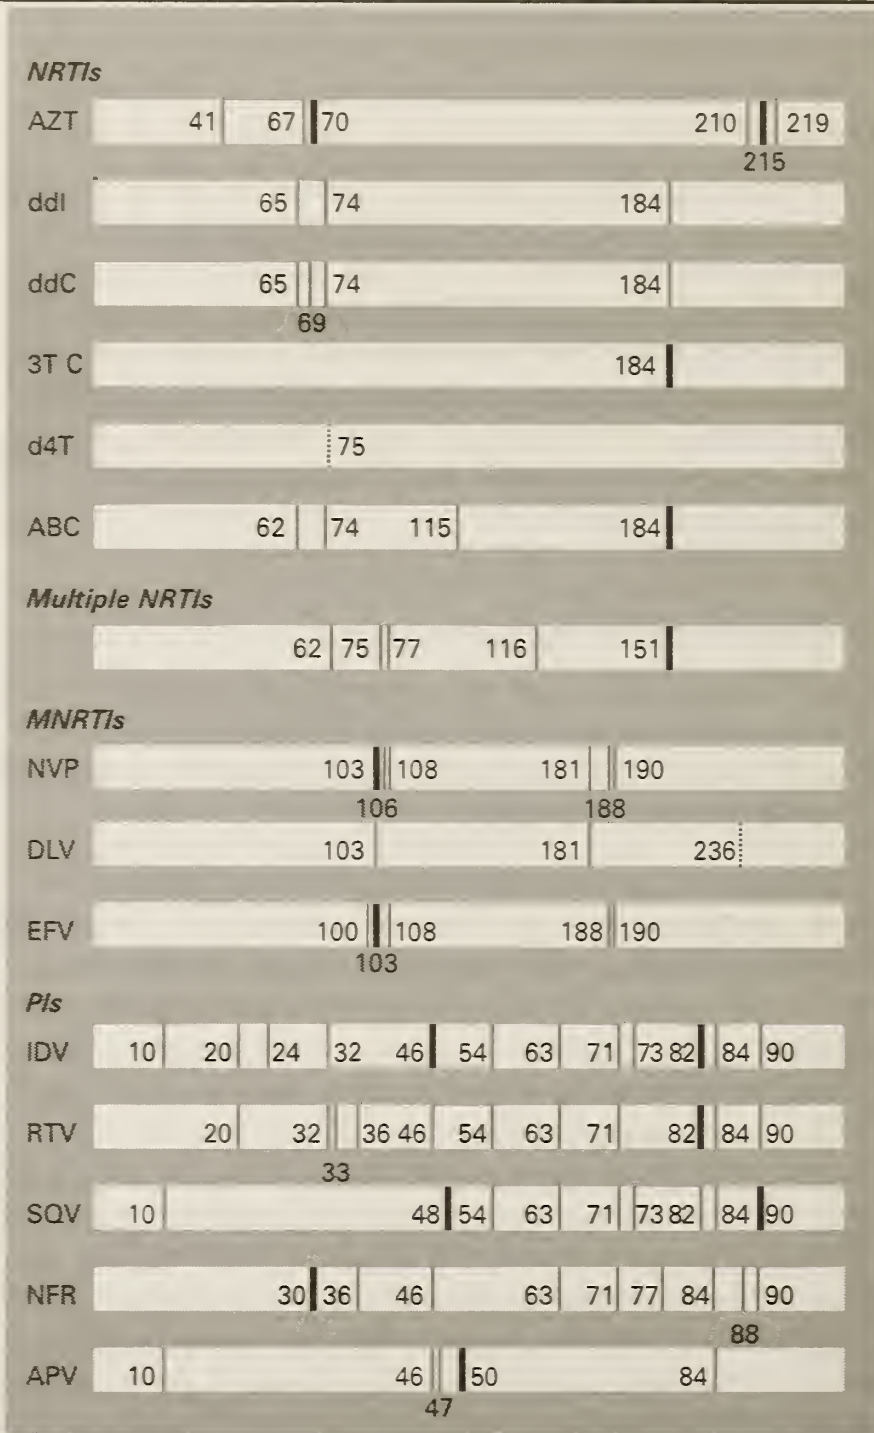 NRTIs
AZT 41 67 70 210 219
215
ddI 65 74 184
ddC 65 74 184
69
3T C 184
d4T 75
ABC 62 74 115 184
Multiple NRTIs
62 75 77 116 151
MNRTIs
NVP 103 108 181 190
106 188
DLV 103 181 236
EFV 100 108 188 190
103
PIs
IDV 10 20 24 32 46 54 63 71 73 82 84 90
RTV 20 32 36 46 54 63 71 82 84 90
33
SQV 10 48 54 63 71 73 82 84 90
NFR 30 36 46 63 71 77 84 90
88
APV 10 46 50 84
47